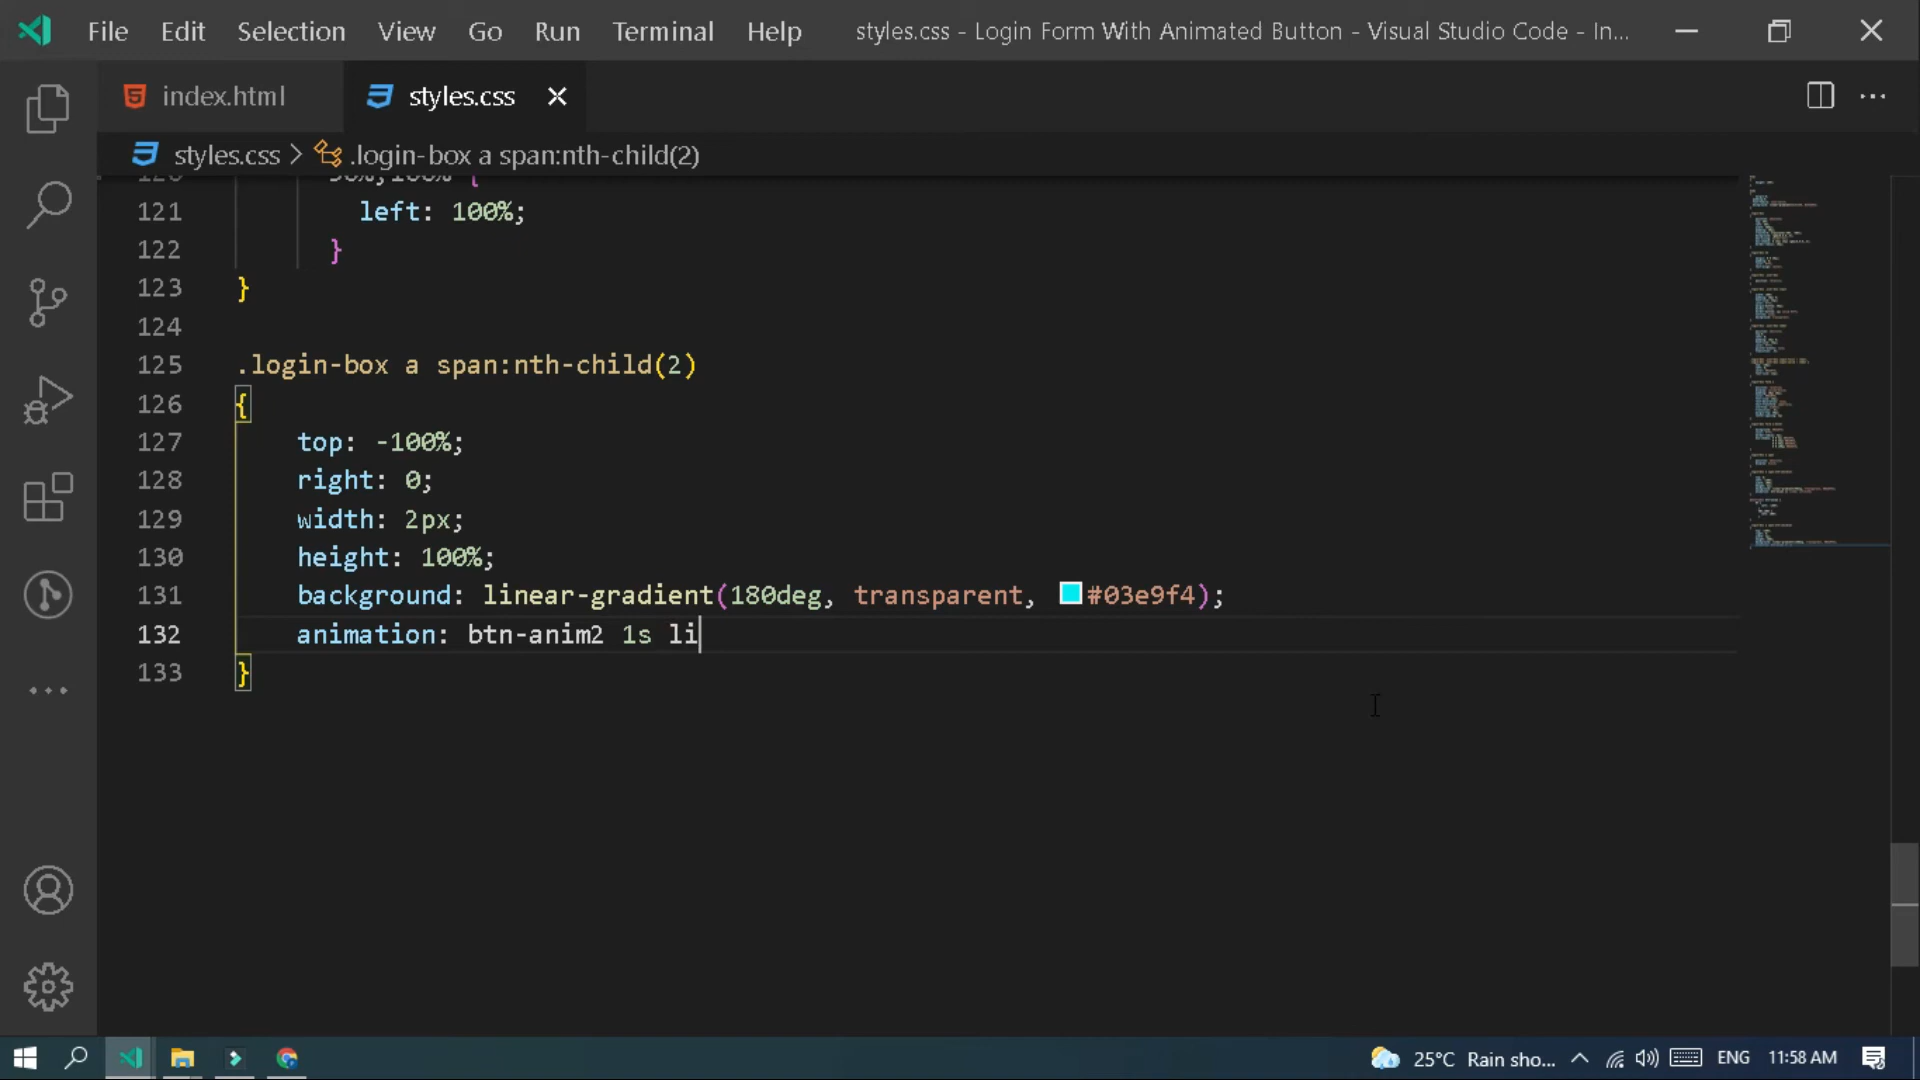 File Edit Selection View Go Run Terminal Help styles.css - Login Form With Animated Button - Visual Studio Code - In...
index.html styles.css
styles.css > .login-box a span:nth-child(2)
120 50%,100% {
121 left: 100%;
122 }
123 }
124
125 .login-box a span:nth-child(2)
126 {
127 top: -100%;
128 right: 0;
129 width: 2px;
130 height: 100%;
131 background: linear-gradient(180deg, transparent, #03e9f4);
132 animation: btn-anim2 1s li
133 }
25°C Rain sho... ENG 11:58 AM